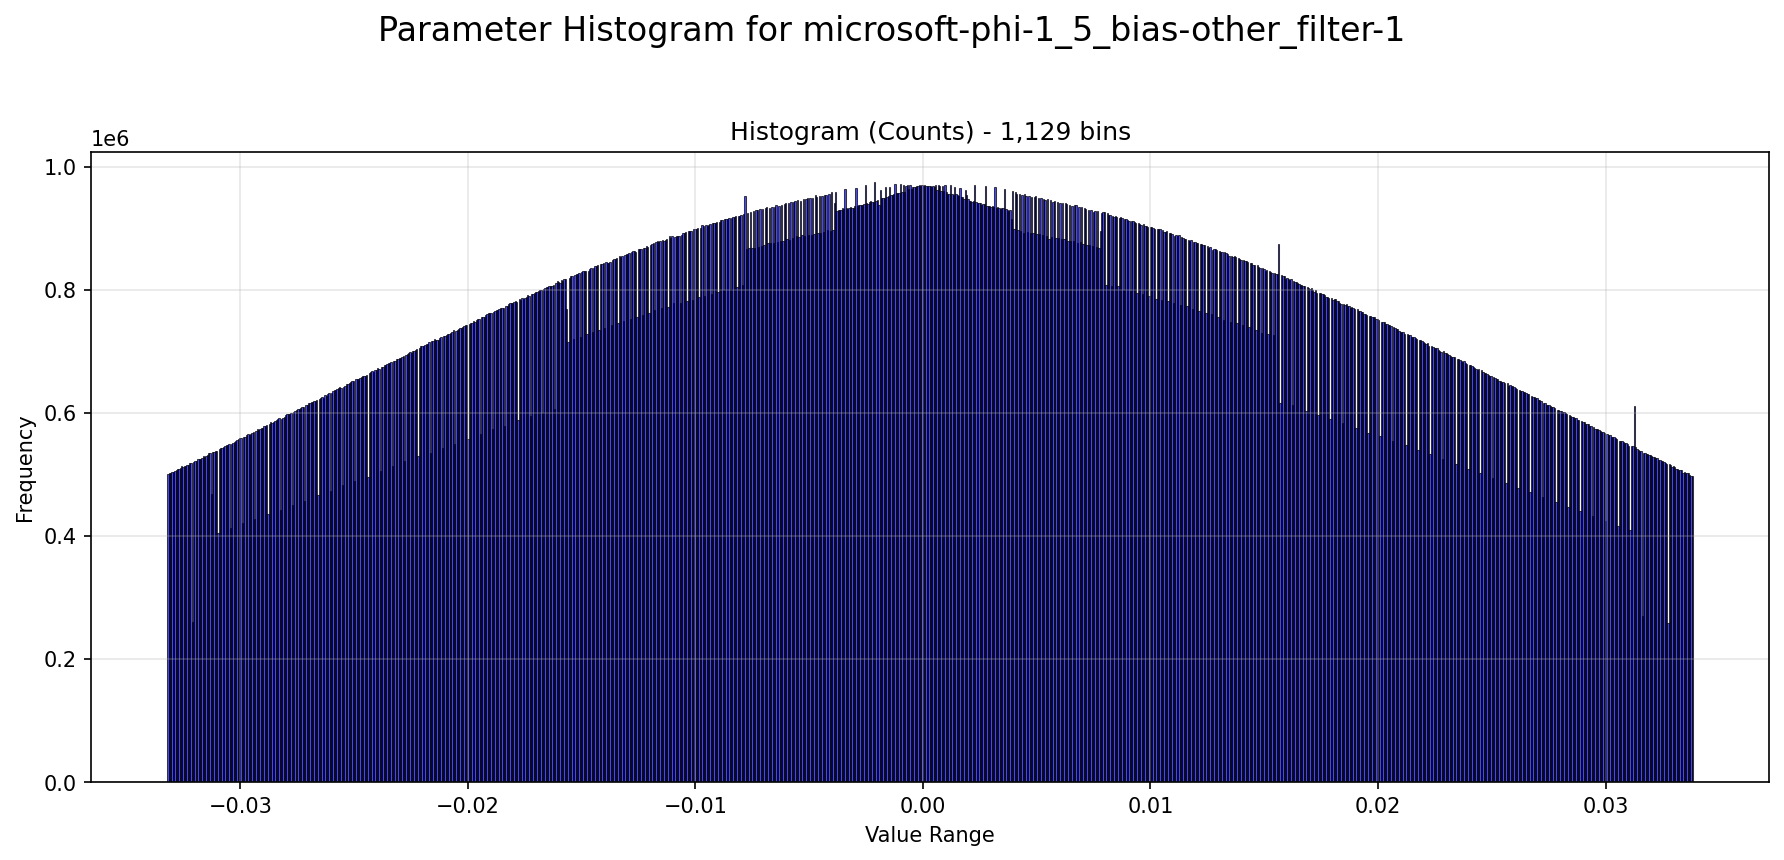 Parameter Histogram for microsoft-phi-1_5_bias-other_filter-1
Histogram (Counts) - 1,129 bins
1e6
1.0
0.8
0.6
0.4
0.2
0.0
Frequency
−0.03
−0.02
−0.01
0.00
0.01
0.02
0.03
Value Range